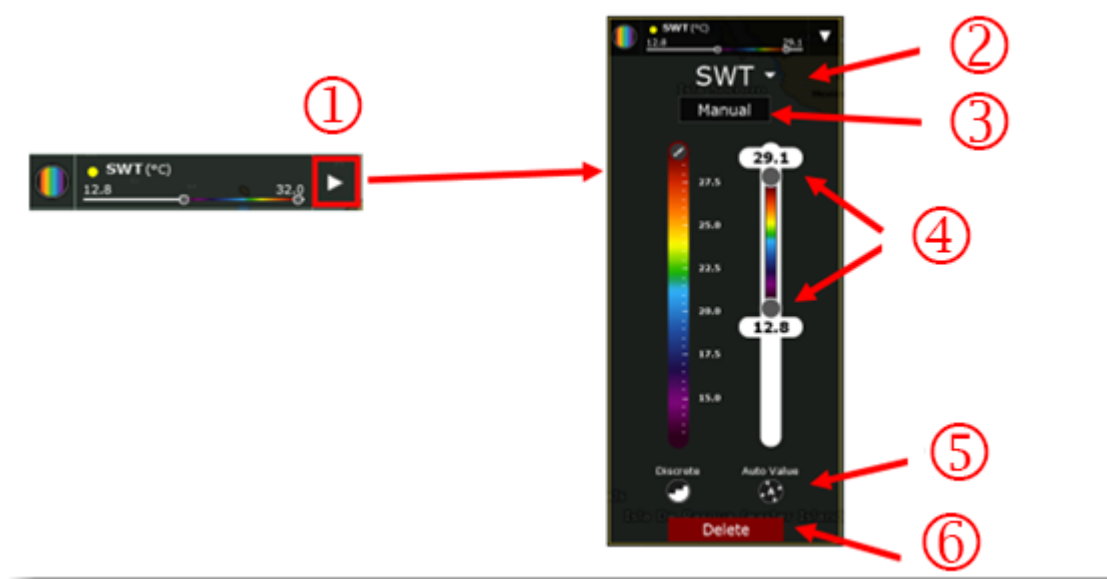 ①
SWT (°C)
12.8 32.0
SWT (°C)
12.8 29.1
②
SWT
Manual
③
29.1
27.5
25.0
④
22.5
20.0
12.8
17.5
15.0
⑤
Discrete Auto Value
A
Delete
⑥